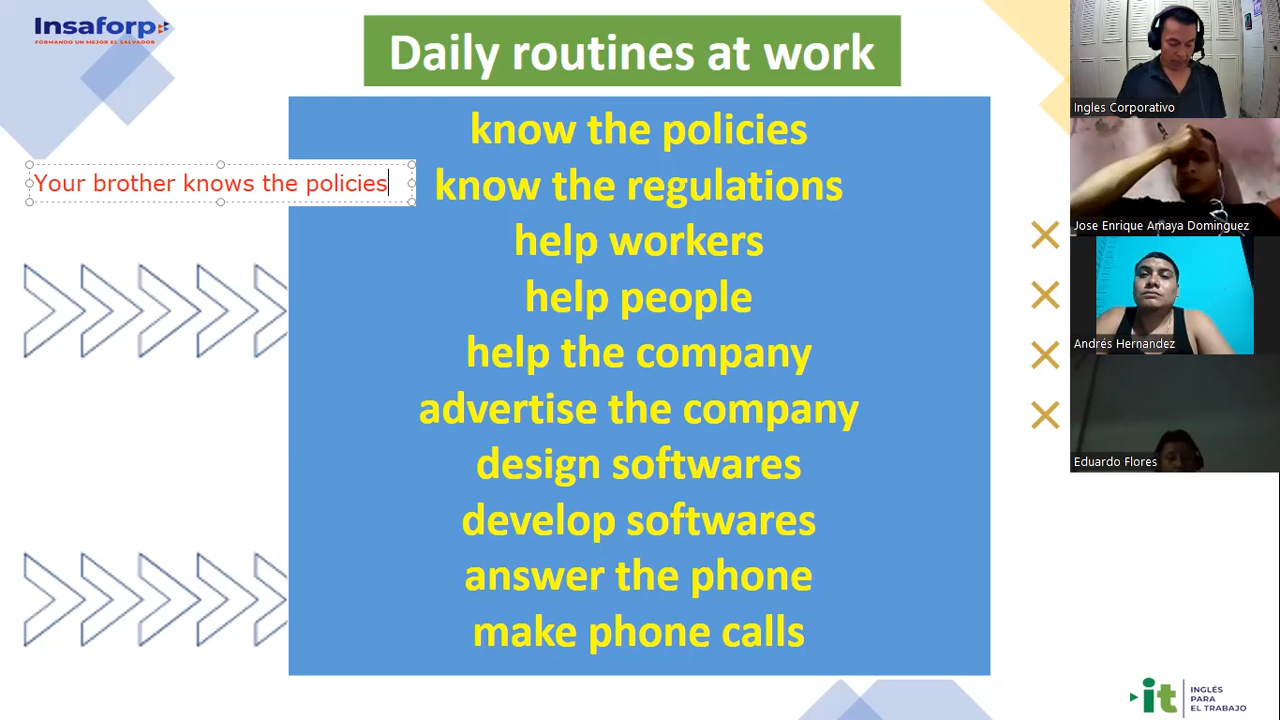 Insaforp
FORMANDO UN MEJOR EL SALVADOR
Daily routines at work
know the policies
Your brother knows the policies
know the regulations
help workers
help people
help the company
advertise the company
design softwares
develop softwares
answer the phone
make phone calls
Ingles Corporativo
Jose Enrique Amaya Dominguez
Andrés Hernandez
Eduardo Flores
it
INGLÉS
PARA
EL TRABAJO